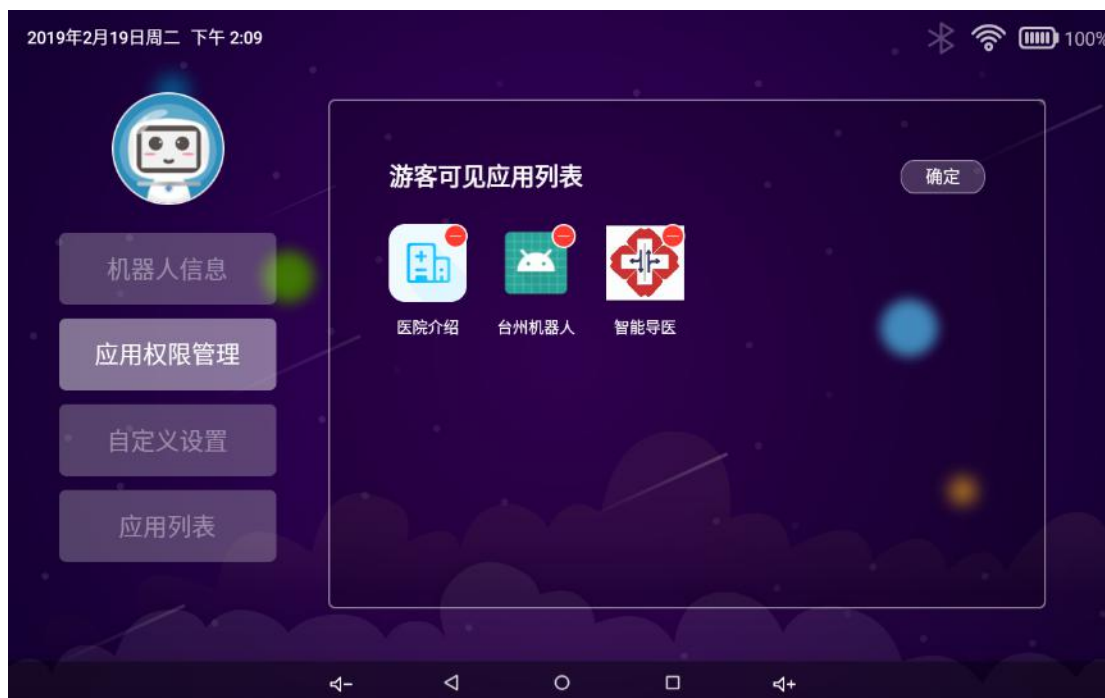 2019年2月19日周二 下午 2:09
100%
机器人信息
应用权限管理
自定义设置
应用列表
游客可见应用列表
确定
医院介绍
台州机器人
智能导医